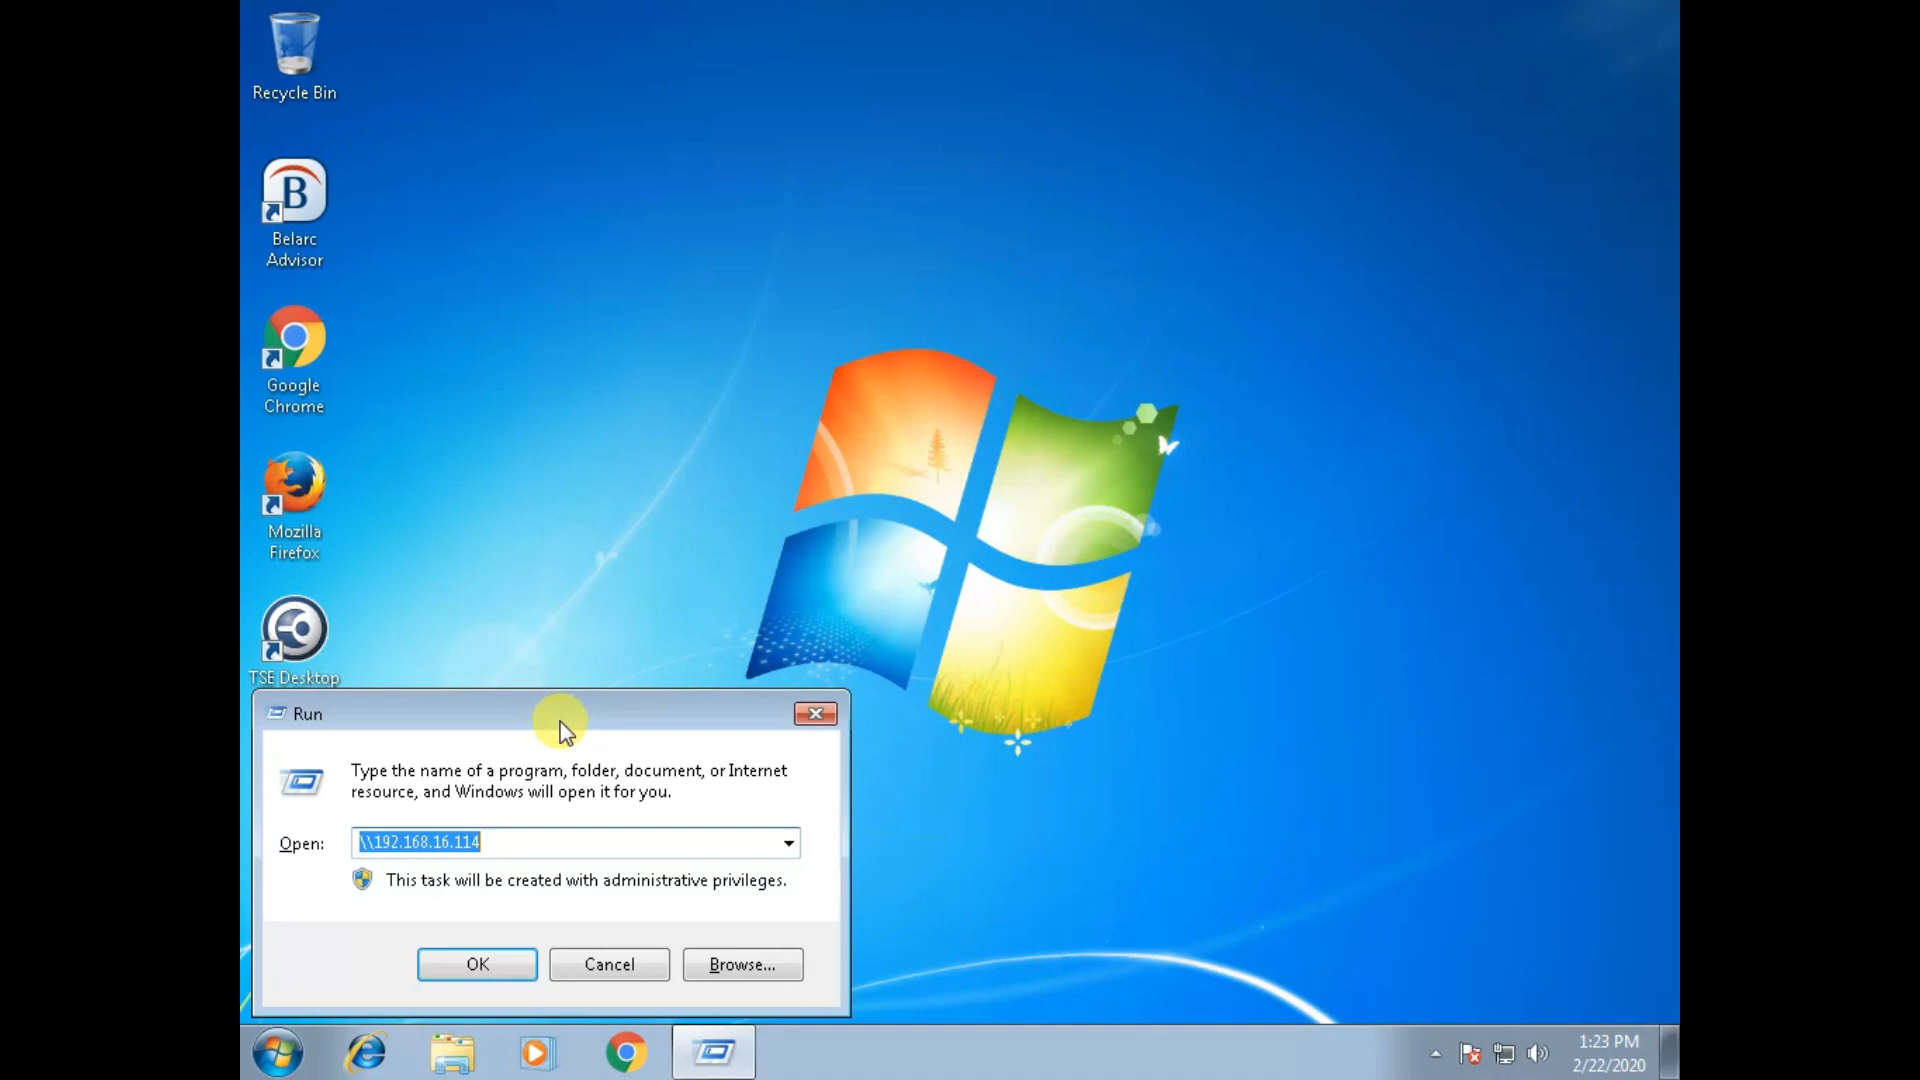 Recycle Bin
B
Belarc
Advisor
Google
Chrome
Mozilla
Firefox
TSE Desktop
Run
Type the name of a program, folder, document, or Internet
resource, and Windows will open it for you.
Open:
\\192.168.16.114
This task will be created with administrative privileges.
OK
Cancel
Browse...
1:23 PM
2/22/2020